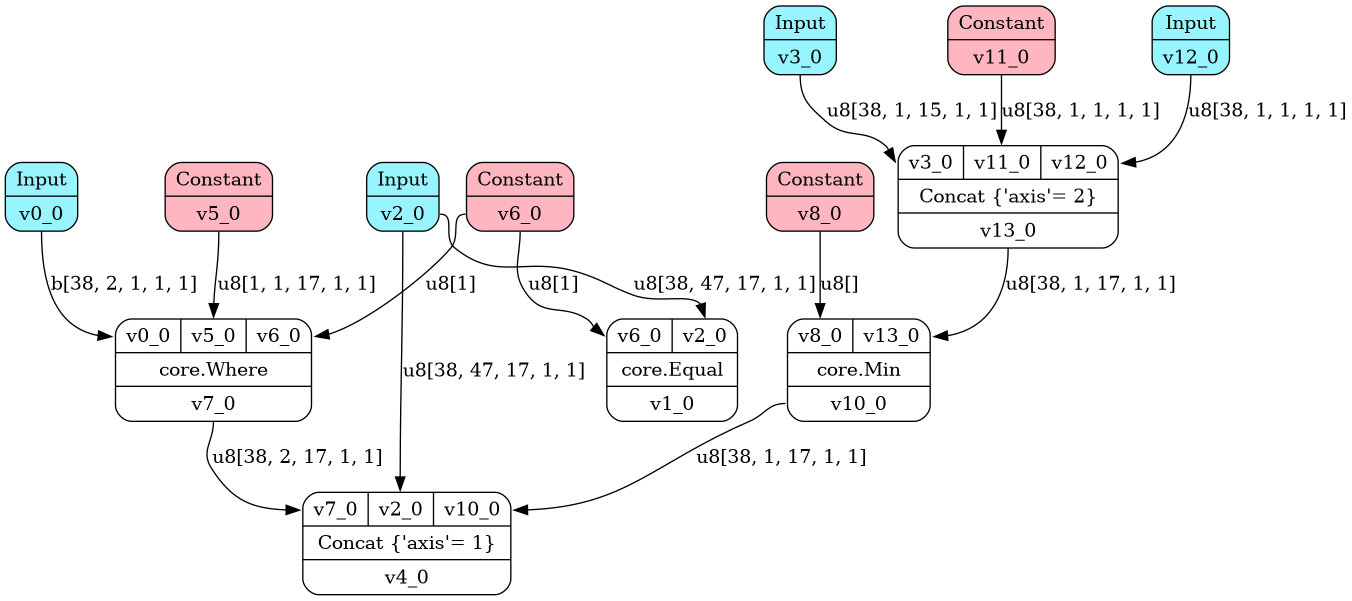 Input
v3_0
Constant
v11_0
Input
v12_0
u8[38, 1, 15, 1, 1]
u8[38, 1, 1, 1, 1]
u8[38, 1, 1, 1, 1]
v3_0 v11_0 v12_0
Concat {'axis'= 2}
v13_0
Input
v0_0
Constant
v5_0
Input
v2_0
Constant
v6_0
Constant
v8_0
b[38, 2, 1, 1, 1]
u8[1, 1, 17, 1, 1]
u8[1]
u8[1]
u8[38, 47, 17, 1, 1]
u8[]
u8[38, 1, 17, 1, 1]
v0_0 v5_0 v6_0
core.Where
v7_0
u8[38, 47, 17, 1, 1]
v6_0 v2_0
core.Equal
v1_0
v8_0 v13_0
core.Min
v10_0
u8[38, 2, 17, 1, 1]
u8[38, 1, 17, 1, 1]
v7_0 v2_0 v10_0
Concat {'axis'= 1}
v4_0